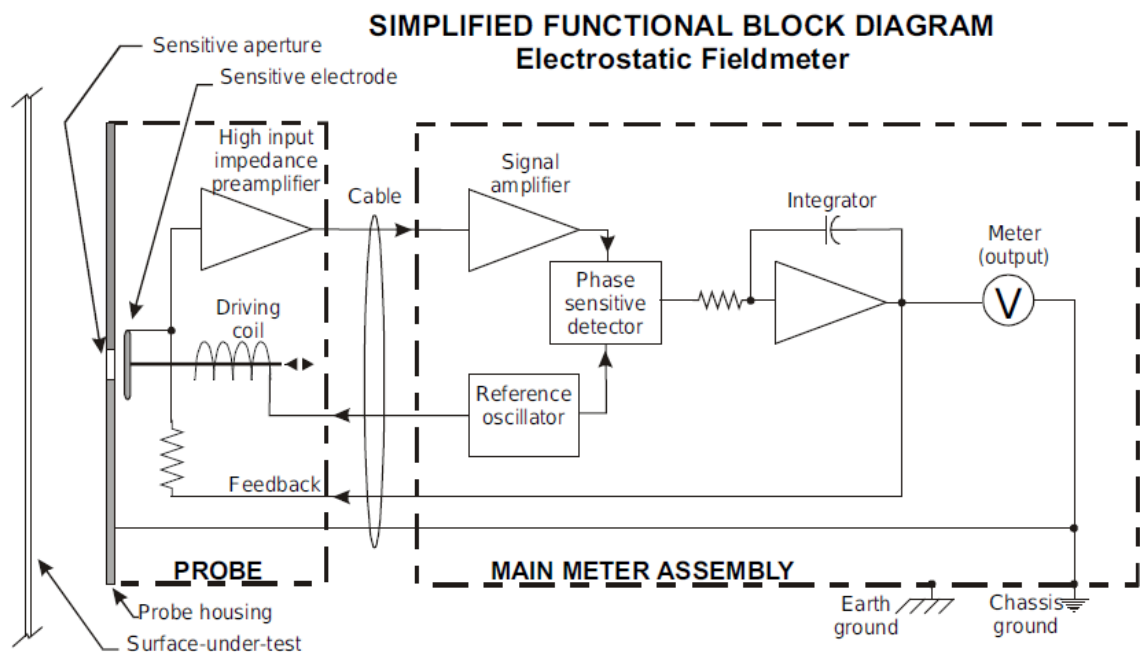 SIMPLIFIED FUNCTIONAL BLOCK DIAGRAM
Electrostatic Fieldmeter
Sensitive aperture
Sensitive electrode
High input
impedance
preamplifier
Cable
Signal
amplifier
Integrator
Meter
(output)
V
Phase
sensitive
detector
Driving
coil
Reference
oscillator
Feedback
PROBE
MAIN METER ASSEMBLY
Probe housing
Surface-under-test
Earth
ground
Chassis
ground